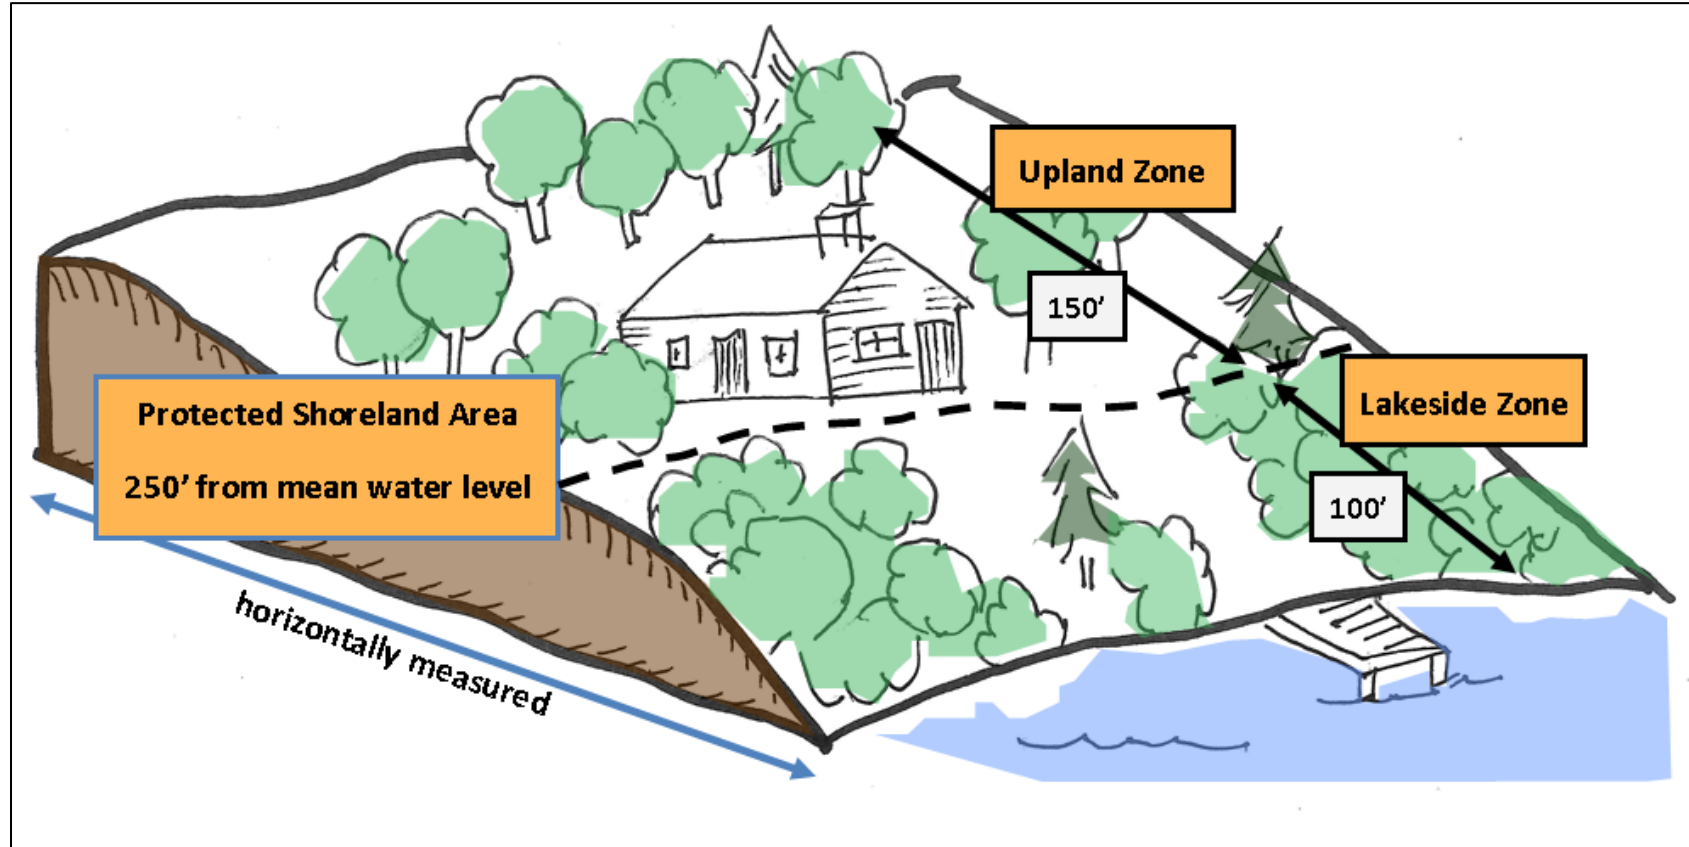 Upland Zone
150’
Lakeside Zone
100’
Protected Shoreland Area
250’ from mean water level
horizontally measured